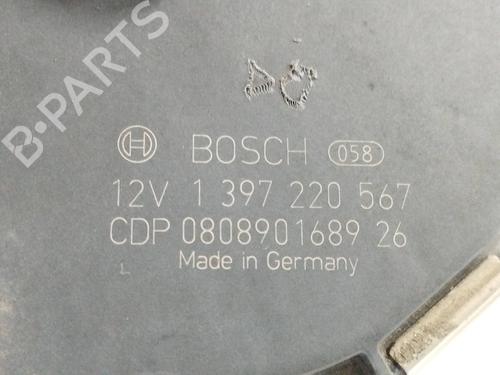 B-PARTS
BOSCH 058
12V 1 397 220 567
CDP 0808901689 26
Made in Germany